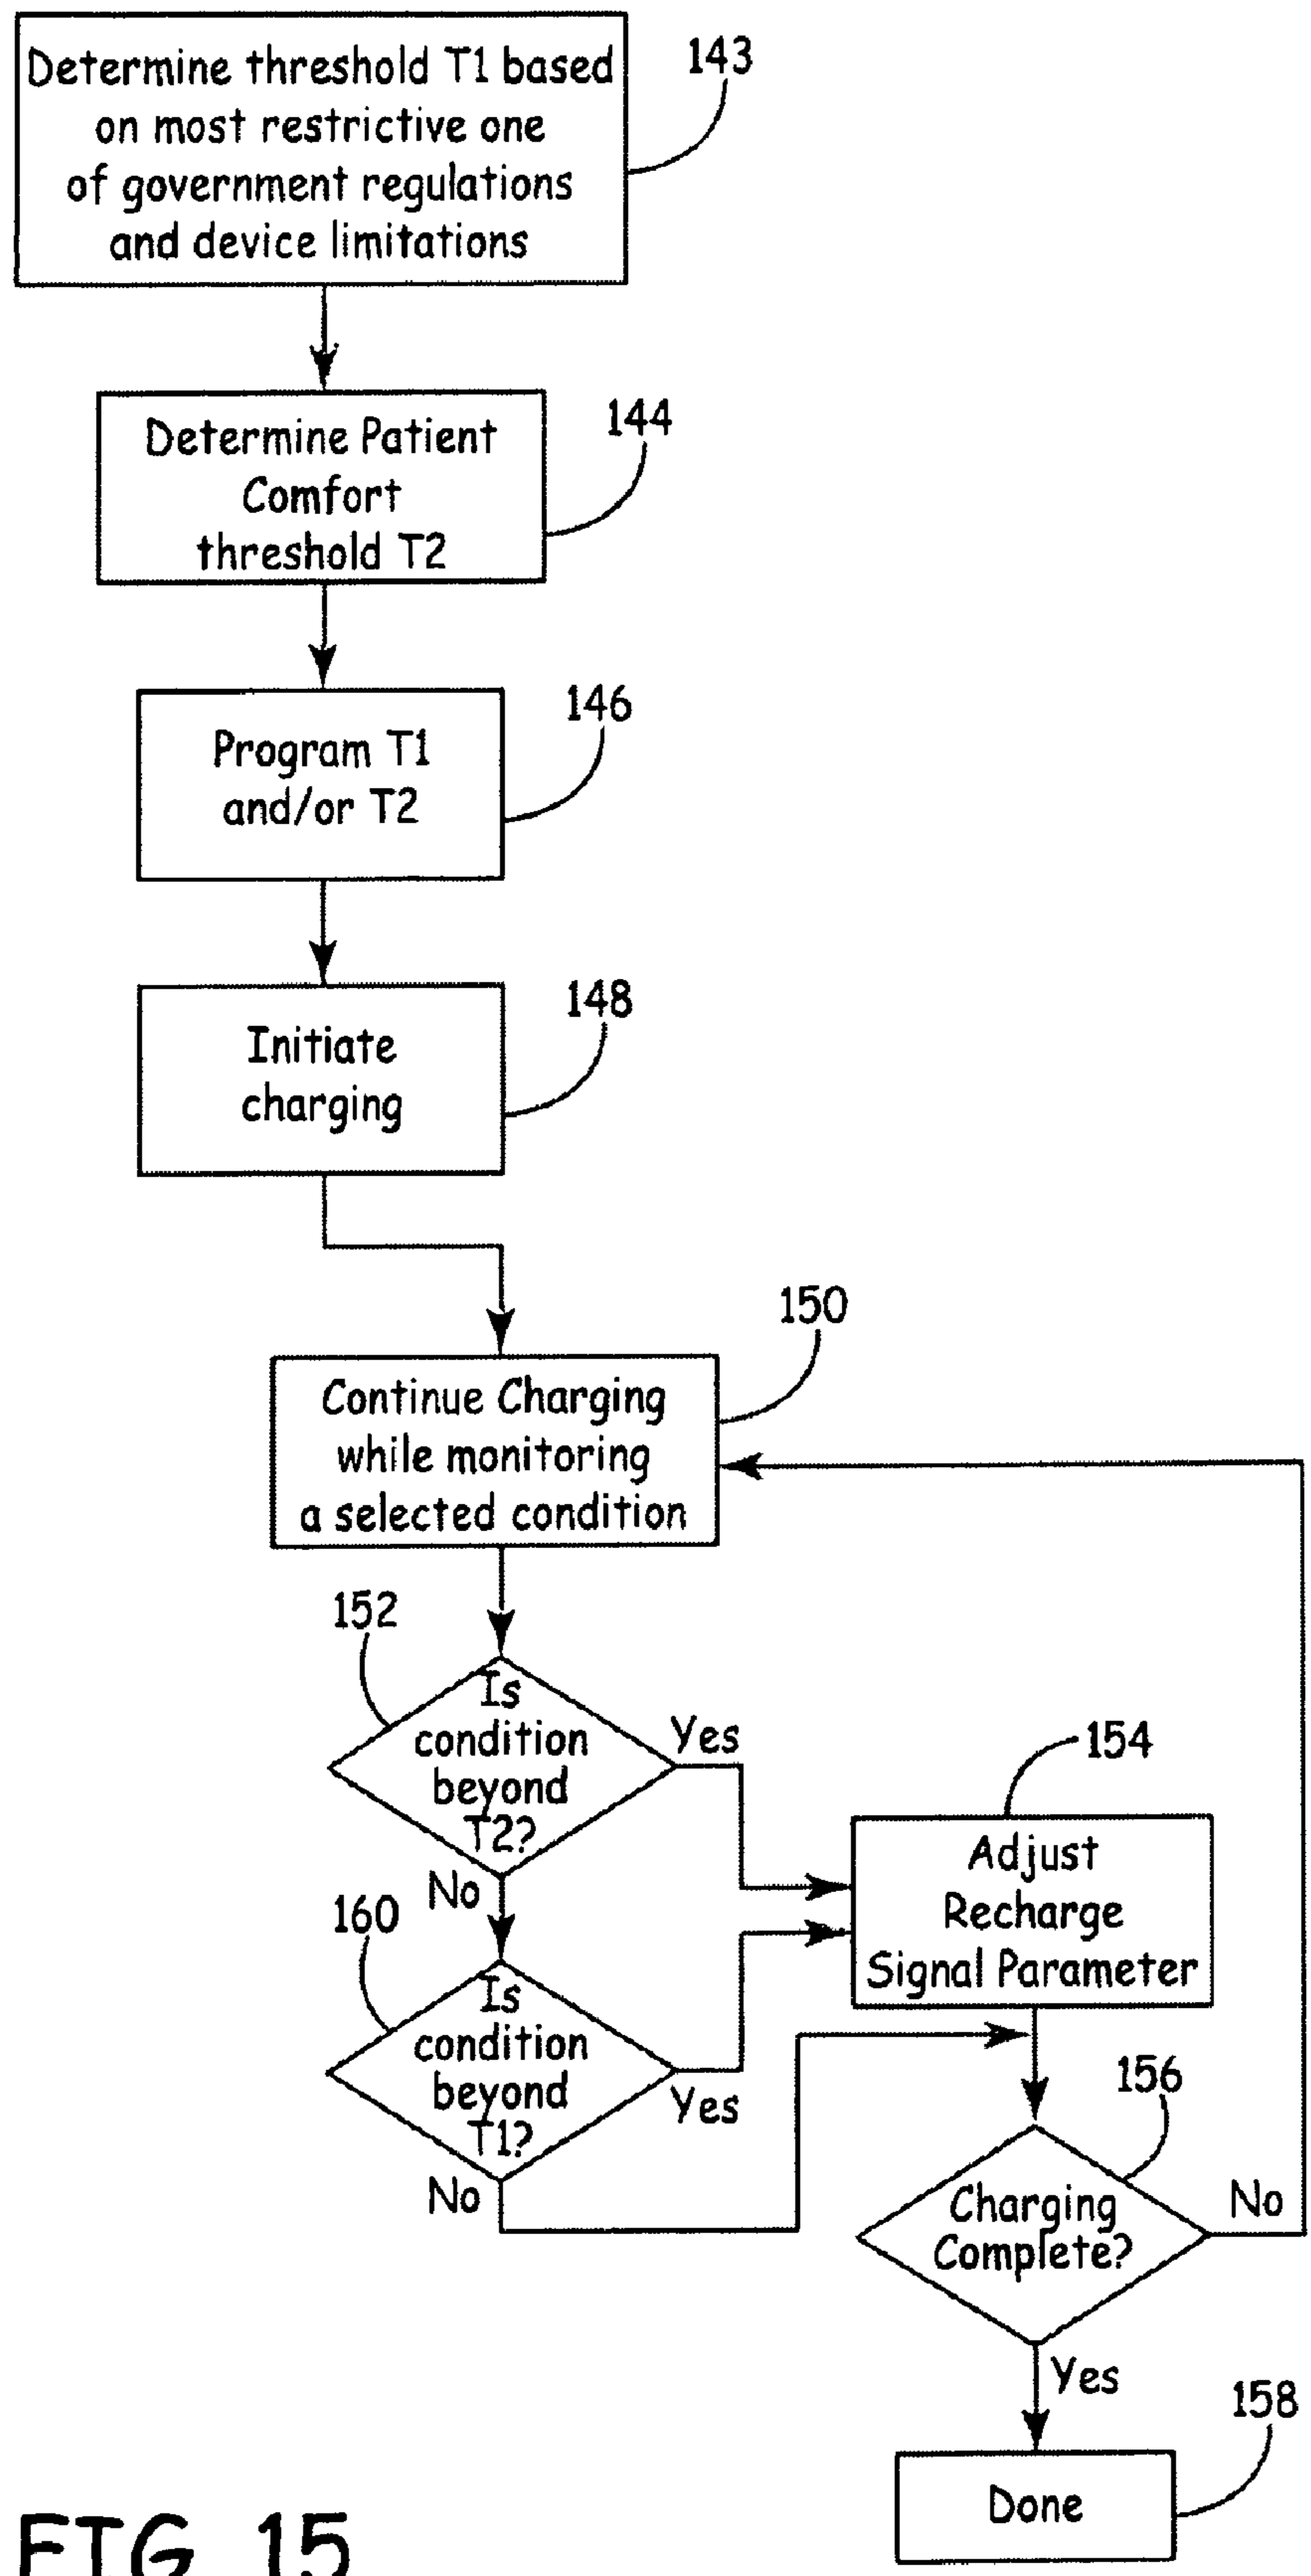 Determine threshold T1 based
on most restrictive one
of government regulations
and device limitations
143
Determine Patient
Comfort
threshold T2
144
Program T1
and/or T2
146
Initiate
charging
148
Continue Charging
while monitoring
a selected condition
150
152
Is
condition
beyond
T2?
Yes
No
154
Adjust
Recharge
Signal Parameter
160
Is
condition
beyond
T1?
Yes
No
156
Charging
Complete?
No
Yes
158
Done
FIG 15